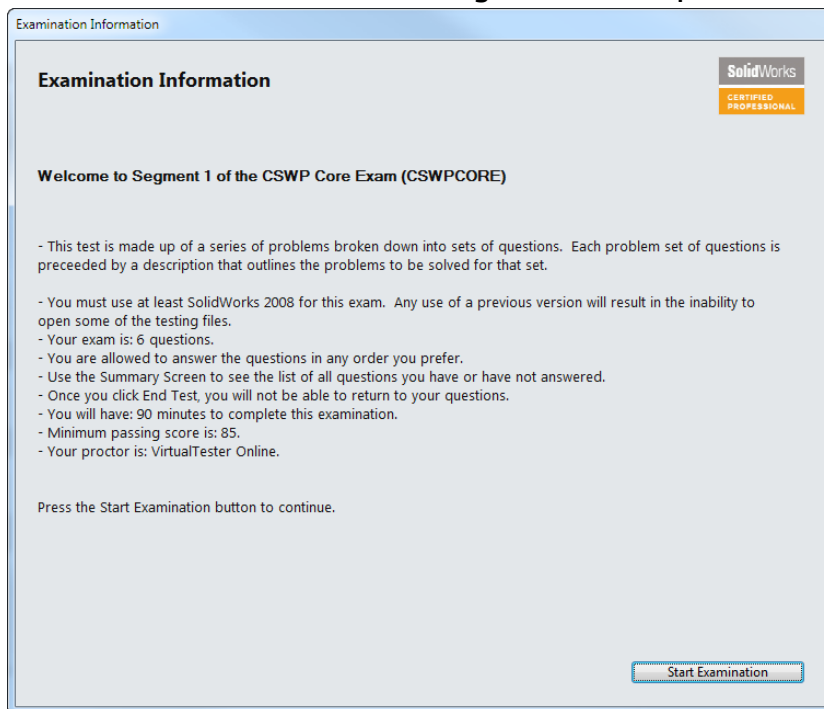 Examination Information
Examination Information
SolidWorks
CERTIFIED
PROFESSIONAL
Welcome to Segment 1 of the CSWP Core Exam (CSWPCORE)
- This test is made up of a series of problems broken down into sets of questions. Each problem set of questions is
preceeded by a description that outlines the problems to be solved for that set.
- You must use at least SolidWorks 2008 for this exam. Any use of a previous version will result in the inability to
open some of the testing files.
- Your exam is: 6 questions.
- You are allowed to answer the questions in any order you prefer.
- Use the Summary Screen to see the list of all questions you have or have not answered.
- Once you click End Test, you will not be able to return to your questions.
- You will have: 90 minutes to complete this examination.
- Minimum passing score is: 85.
- Your proctor is: VirtualTester Online.
Press the Start Examination button to continue.
Start Examination